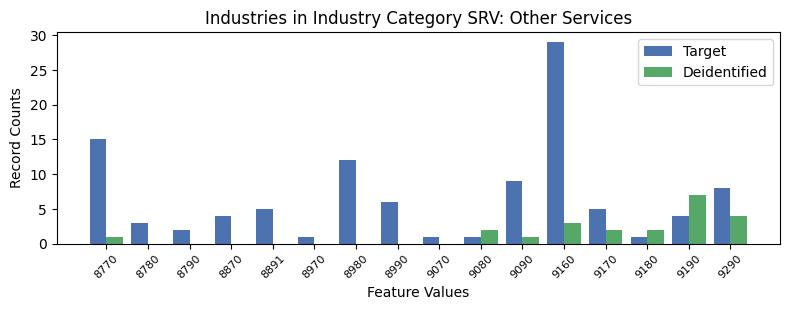 Industries in Industry Category SRV: Other Services
Record Counts
30
25
20
15
10
5
0
Target
Deidentified
8770 8780 8790 8870 8891 8970 8980 8990 9070 9080 9090 9160 9170 9180 9190 9290
Feature Values